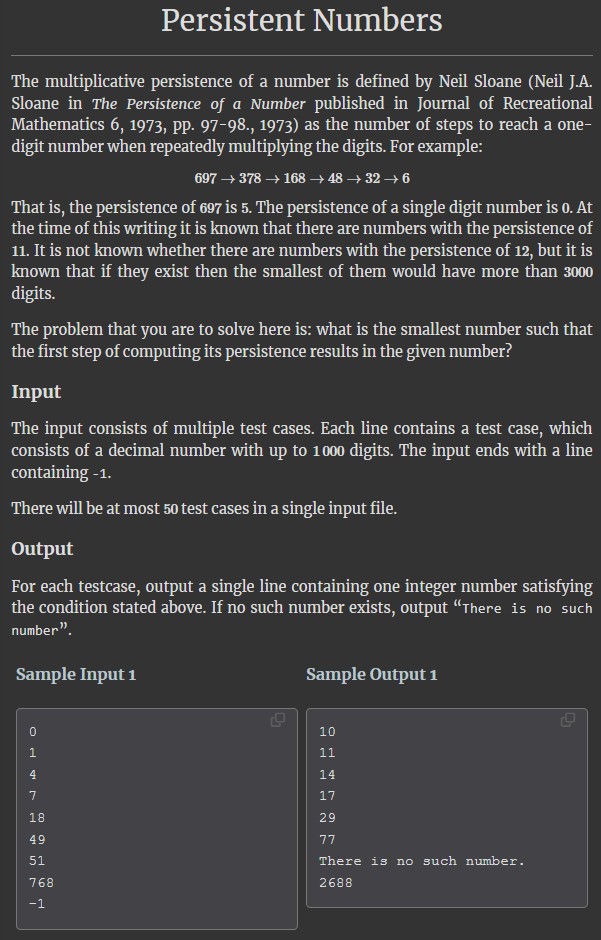 Persistent Numbers
The multiplicative persistence of a number is defined by Neil Sloane (Neil J.A.
Sloane in The Persistence of a Number published in Journal of Recreational
Mathematics 6, 1973, pp. 97-98., 1973) as the number of steps to reach a one-
digit number when repeatedly multiplying the digits. For example:
697 → 378 → 168 → 48 → 32 → 6
That is, the persistence of 697 is 5. The persistence of a single digit number is 0. At
the time of this writing it is known that there are numbers with the persistence of
11. It is not known whether there are numbers with the persistence of 12, but it is
known that if they exist then the smallest of them would have more than 3000
digits.
The problem that you are to solve here is: what is the smallest number such that
the first step of computing its persistence results in the given number?
Input
The input consists of multiple test cases. Each line contains a test case, which
consists of a decimal number with up to 1 000 digits. The input ends with a line
containing -1.
There will be at most 50 test cases in a single input file.
Output
For each testcase, output a single line containing one integer number satisfying
the condition stated above. If no such number exists, output “There is no such
number”.
Sample Input 1
0
1
4
7
18
49
51
768
-1
Sample Output 1
10
11
14
17
29
77
There is no such number.
2688